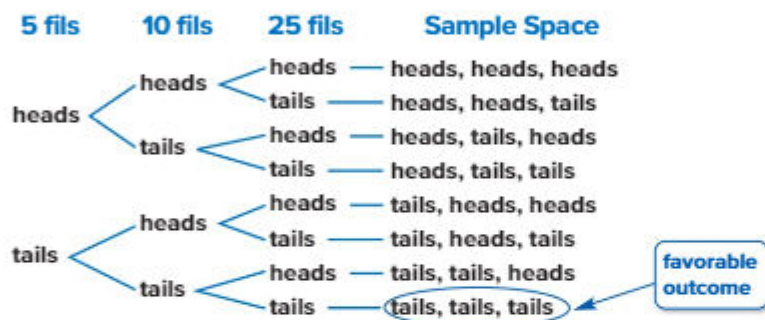 5 fils 10 fils 25 fils Sample Space
heads heads heads heads, heads, heads
tails heads, heads, tails
tails heads heads, tails, heads
tails heads, tails, tails
tails heads heads tails, heads, heads
tails tails, heads, tails
tails heads tails, tails, heads
tails tails, tails, tails
favorable
outcome